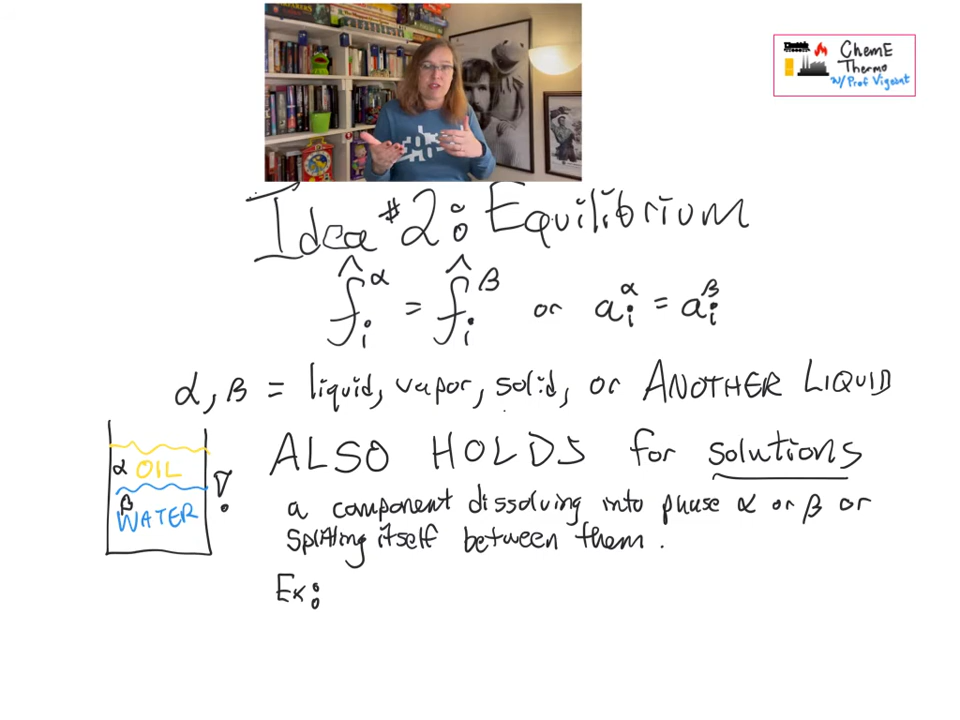 ChemE
Thermo
w/ Prof Vigeant
Idea #2: Equilibrium
f̂ᵢ^α = f̂ᵢ^β or aᵢ^α = aᵢ^β
α, β = liquid, vapor, solid, or ANOTHER LIQUID
α OIL
β
WATER
!
ALSO HOLDS for solutions
a component dissolving into phase α or β or
splitting itself between them.
Ex: